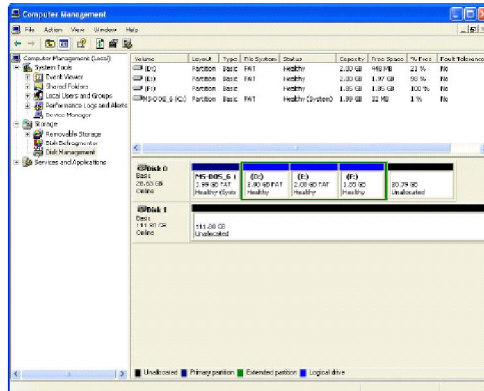 Computer Management
File Action View Window Help
Computer Management (Local)
System Tools
Event Viewer
Shared Folders
Local Users and Groups
Performance Logs and Alerts
Device Manager
Storage
Removable Storage
Disk Defragmenter
Disk Management
Services and Applications
Volume Layout Type File System Status Capacity Free Space % Free Fault Tolerance
(D:) Partition Basic FAT Healthy 2.00 GB No
(E:) Partition Basic FAT Healthy 2.00 GB 1.97 GB No
(F:) Partition Basic Healthy 1.85 GB 1.85 GB 100 % No
MS-DOS_6 (C:) Partition Basic FAT Healthy (System) 1.99 GB 1 % No
Disk 0
Basic
Online
MS-DOS_6 (
1.99 GB FAT
Healthy (Syste
(D:)
2.00 GB FAT
Healthy
(E:)
2.00 GB FAT
Healthy
(F:)
1.85 GB
Healthy
Unallocated
Disk 1
Basic
Online
Unallocated
Unallocated Primary partition Extended partition Logical drive